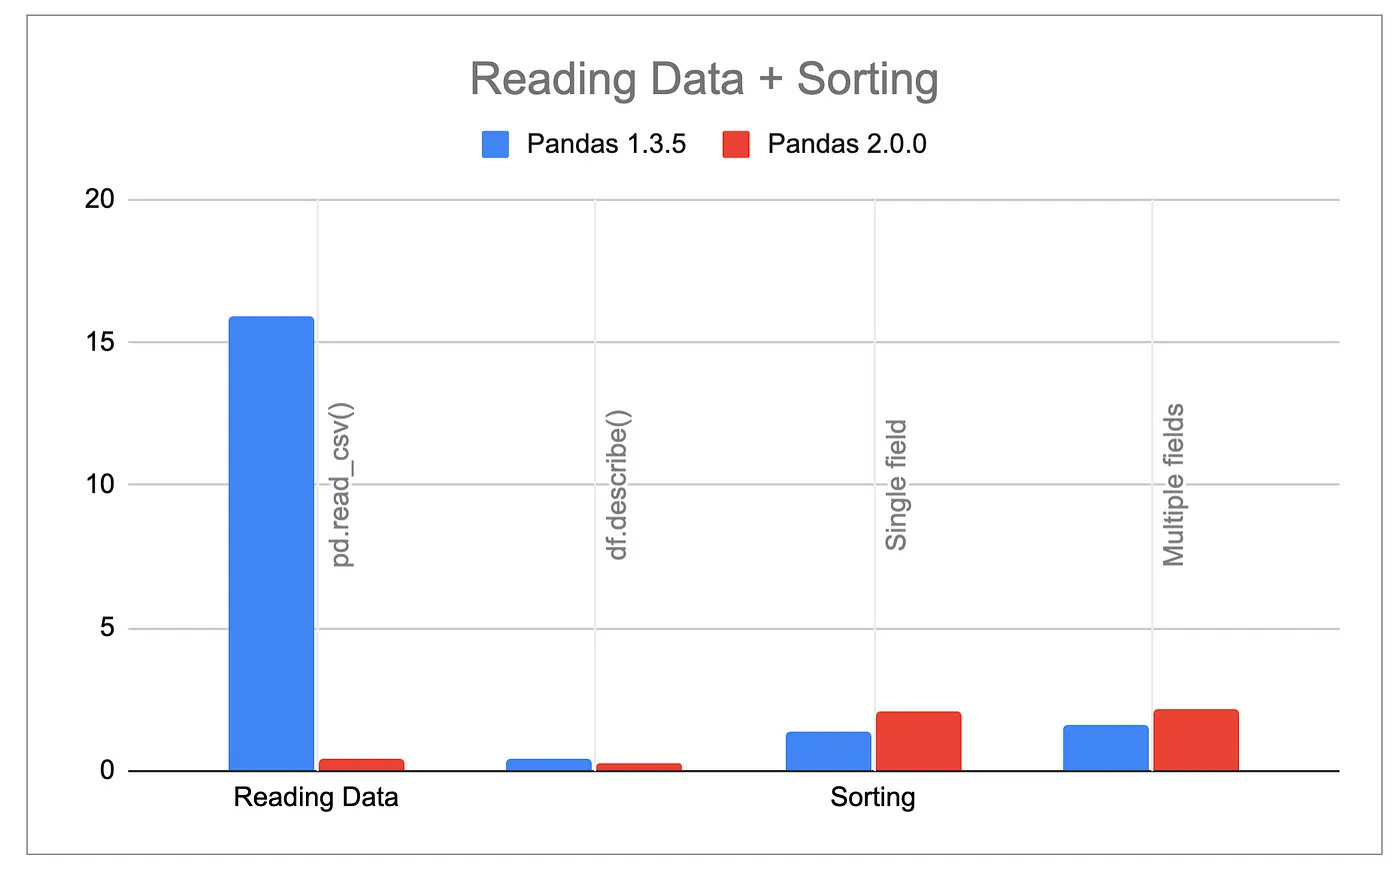 Reading Data + Sorting
Pandas 1.3.5 Pandas 2.0.0
20
15
10
5
0
pd.read_csv()
df.describe()
Single field
Multiple fields
Reading Data Sorting